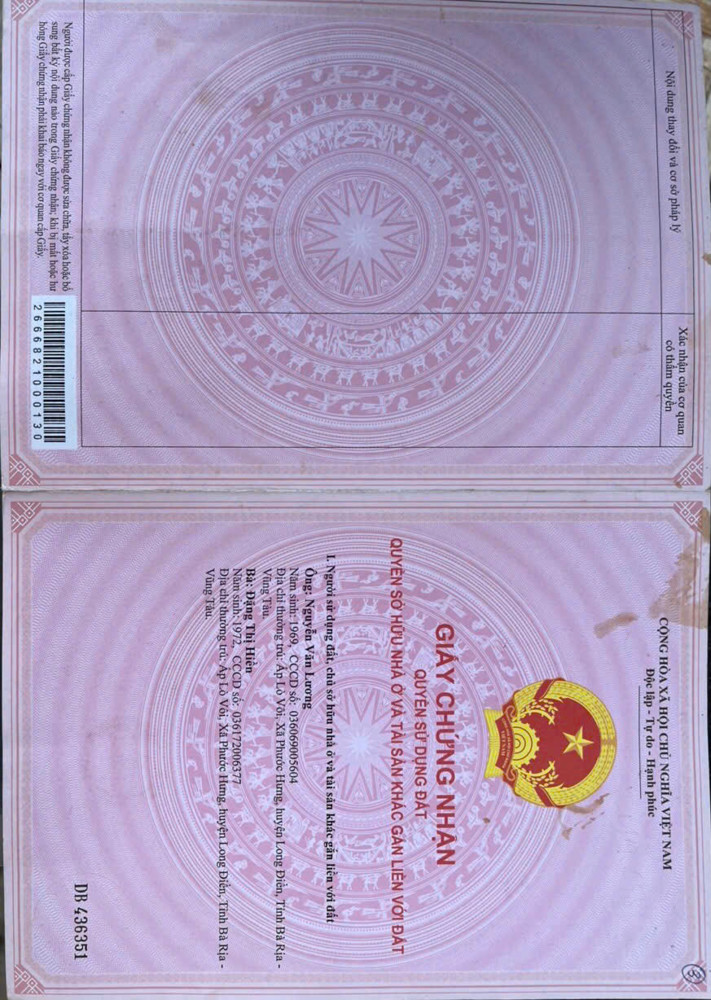 Nội dung thay đổi và cơ sở pháp lý
Xác nhận của cơ quan
có thẩm quyền
Người được cấp Giấy chứng nhận không được sửa chữa, tẩy xóa hoặc bổ
sung bất kỳ nội dung nào trong Giấy chứng nhận; khi bị mất hoặc hư
hỏng Giấy chứng nhận phải khai báo ngay với cơ quan cấp Giấy.
2666821000130
CỘNG HÒA XÃ HỘI CHỦ NGHĨA VIỆT NAM
Độc lập - Tự do - Hạnh phúc
GIẤY CHỨNG NHẬN
QUYỀN SỬ DỤNG ĐẤT
QUYỀN SỞ HỮU NHÀ Ở VÀ TÀI SẢN KHÁC GẮN LIỀN VỚI ĐẤT
I. Người sử dụng đất, chủ sở hữu nhà ở và tài sản khác gắn liền với đất
Ông: Nguyễn Văn Lương
Năm sinh: 1969, CCCD số: 036069005604
Địa chỉ thường trú: Ấp Lò Vôi, Xã Phước Hưng, huyện Long Điền, Tỉnh Bà Rịa -
Vũng Tàu.
Bà: Đặng Thị Hiền
Năm sinh: 1972, CCCD số: 036172006377
Địa chỉ thường trú: Ấp Lò Vôi, Xã Phước Hưng, huyện Long Điền, Tỉnh Bà Rịa -
Vũng Tàu.
DB 436351